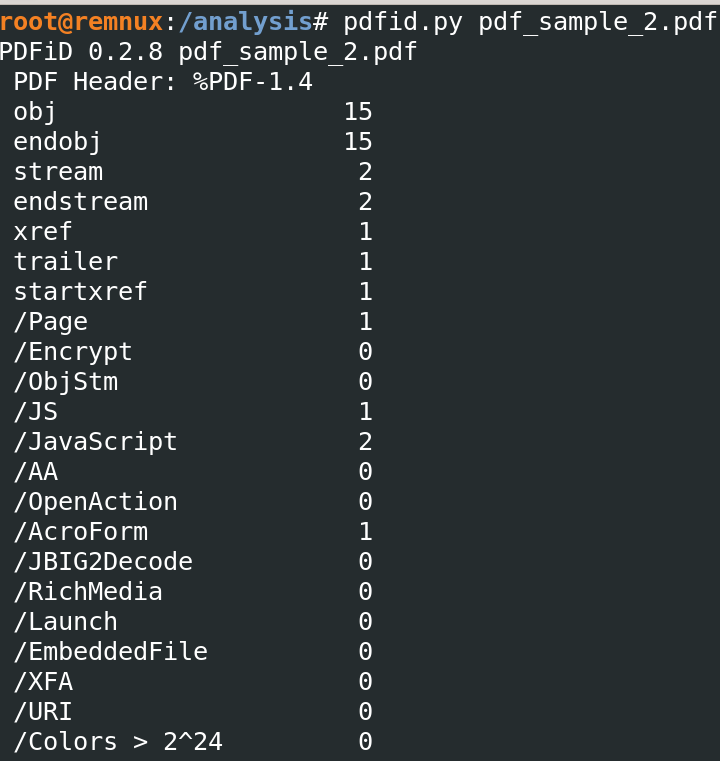 root@remnux:/analysis# pdfid.py pdf_sample_2.pdf
PDFiD 0.2.8 pdf_sample_2.pdf
PDF Header: %PDF-1.4
obj 15
endobj 15
stream 2
endstream 2
xref 1
trailer 1
startxref 1
/Page 1
/Encrypt 0
/ObjStm 0
/JS 1
/JavaScript 2
/AA 0
/OpenAction 0
/AcroForm 1
/JBIG2Decode 0
/RichMedia 0
/Launch 0
/EmbeddedFile 0
/XFA 0
/URI 0
/Colors > 2^24 0